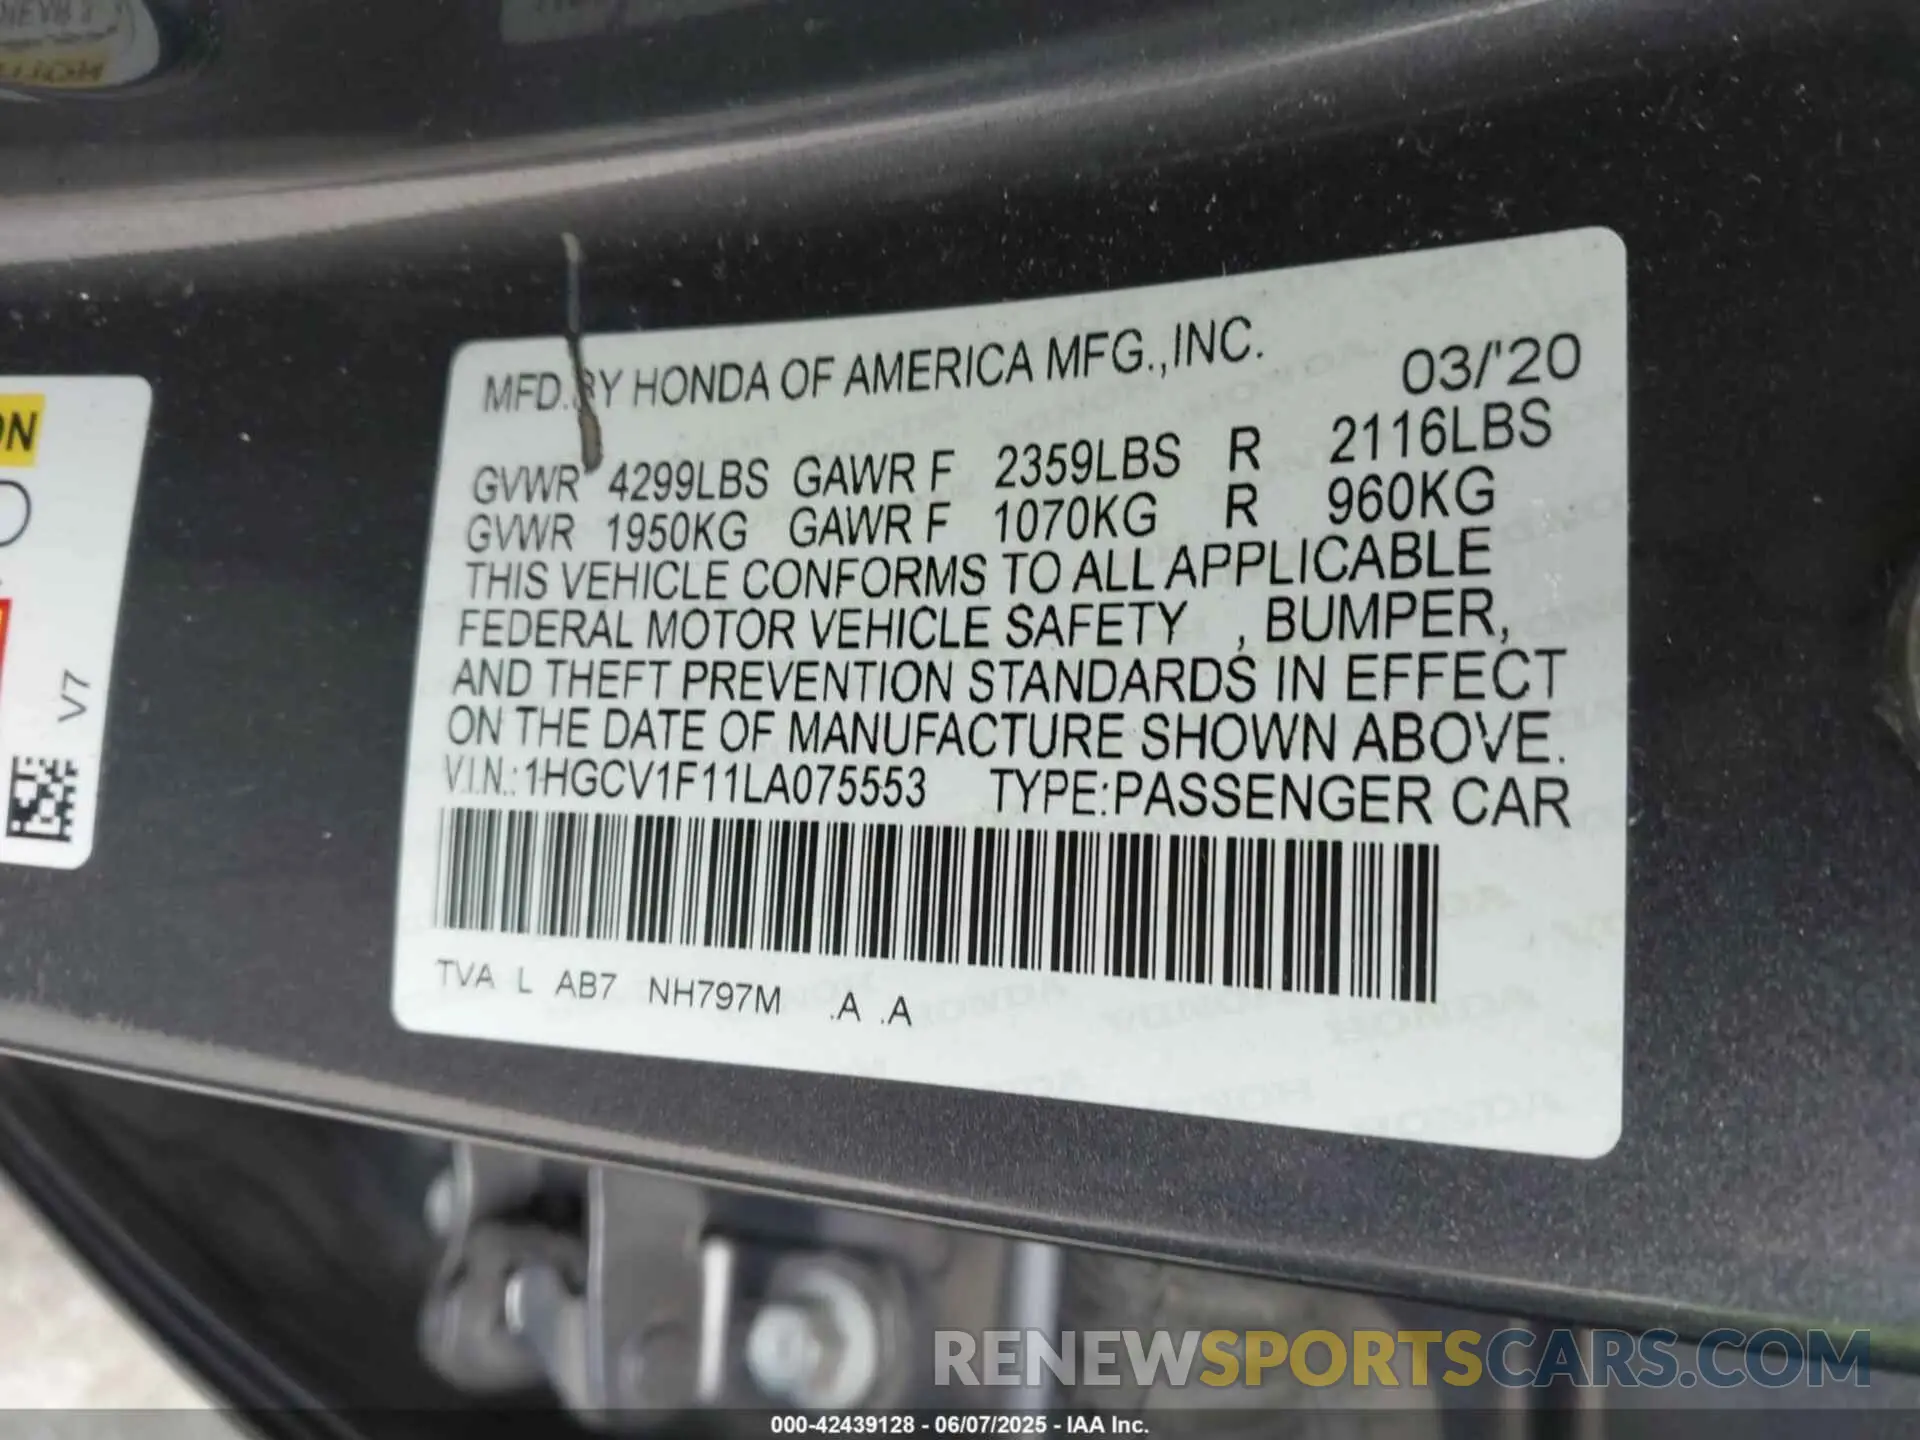 MFD. BY HONDA OF AMERICA MFG.,INC. 03/'20
GVWR 4299LBS GAWR F 2359LBS R 2116LBS
GVWR 1950KG GAWR F 1070KG R 960KG
THIS VEHICLE CONFORMS TO ALL APPLICABLE
FEDERAL MOTOR VEHICLE SAFETY , BUMPER,
AND THEFT PREVENTION STANDARDS IN EFFECT
ON THE DATE OF MANUFACTURE SHOWN ABOVE.
V.I.N.: 1HGCV1F11LA075553 TYPE:PASSENGER CAR
TVA L AB7 NH797M .A .A
ON
V7
RENEWSPORTSCARS.COM
000-42439128 - 06/07/2025 - IAA Inc.